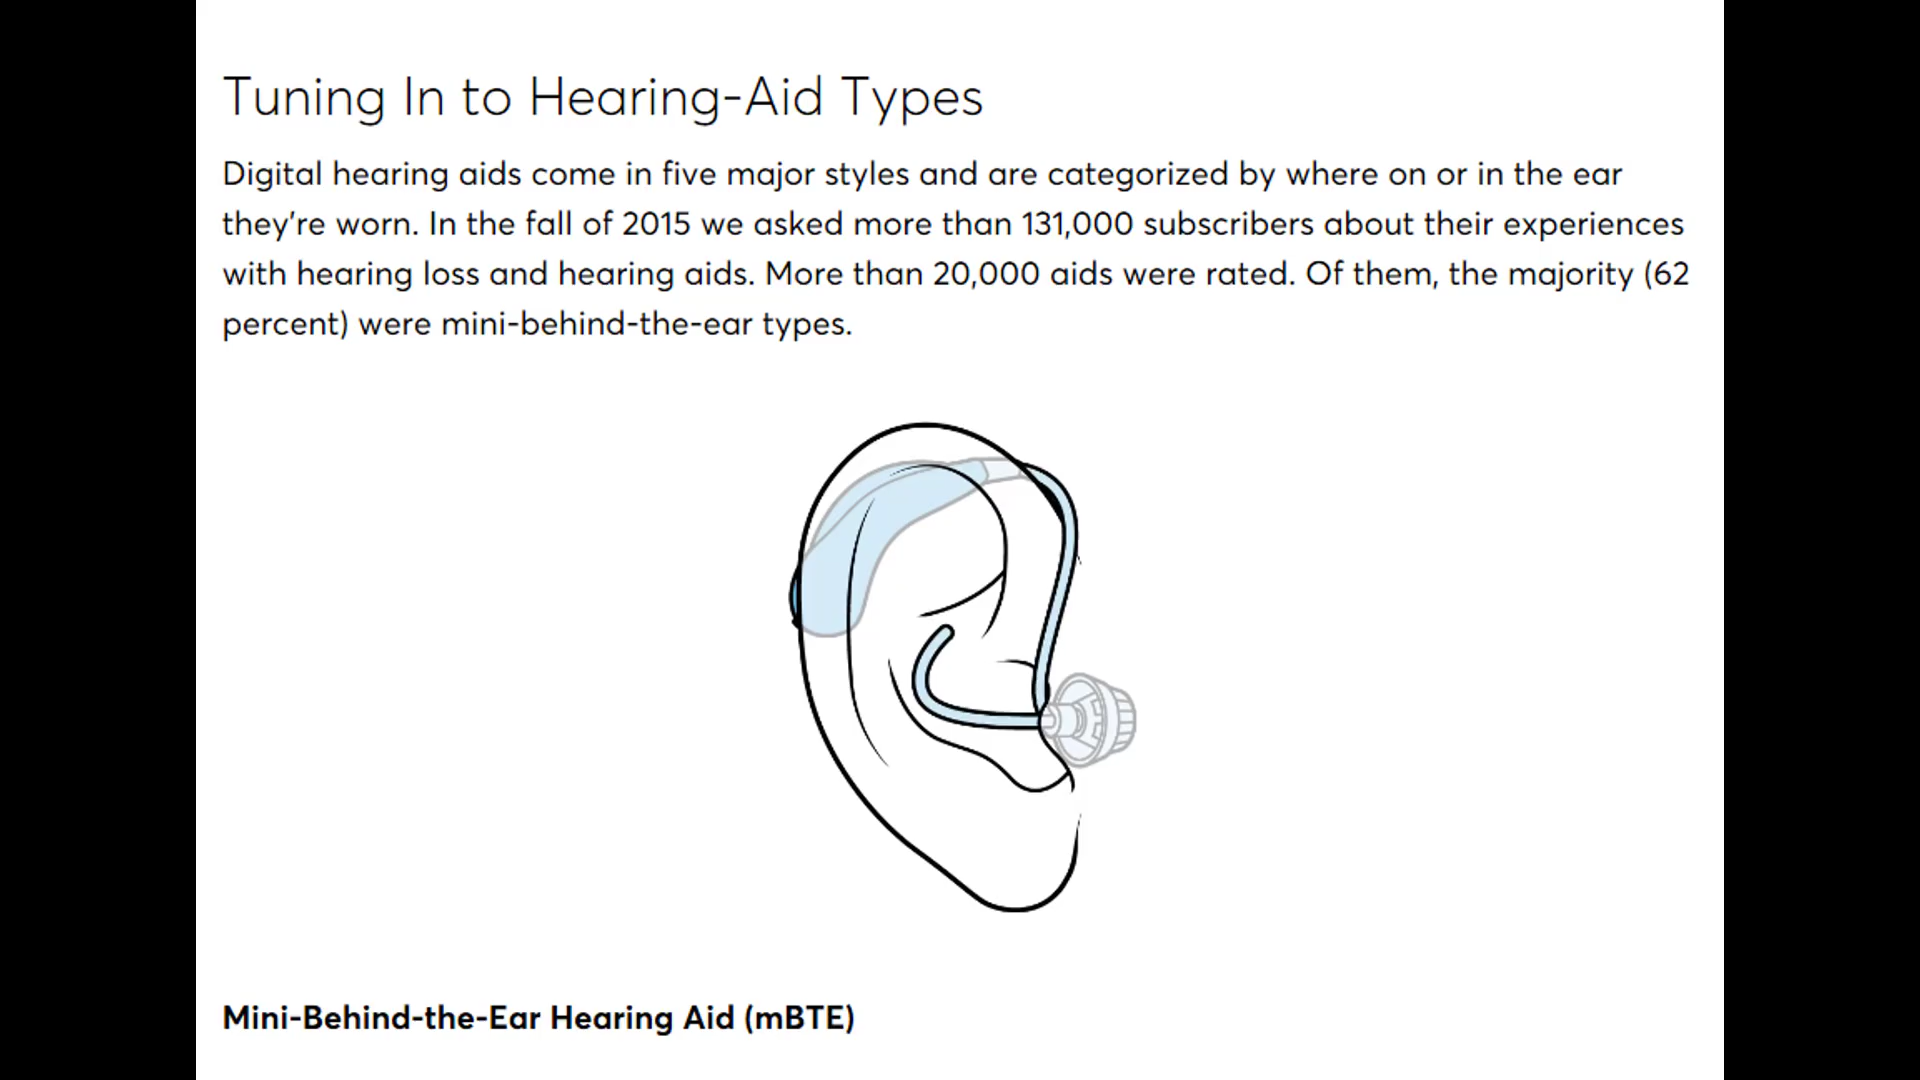 Tuning In to Hearing-Aid Types
Digital hearing aids come in five major styles and are categorized by where on or in the ear
they're worn. In the fall of 2015 we asked more than 131,000 subscribers about their experiences
with hearing loss and hearing aids. More than 20,000 aids were rated. Of them, the majority (62
percent) were mini-behind-the-ear types.
Mini-Behind-the-Ear Hearing Aid (mBTE)